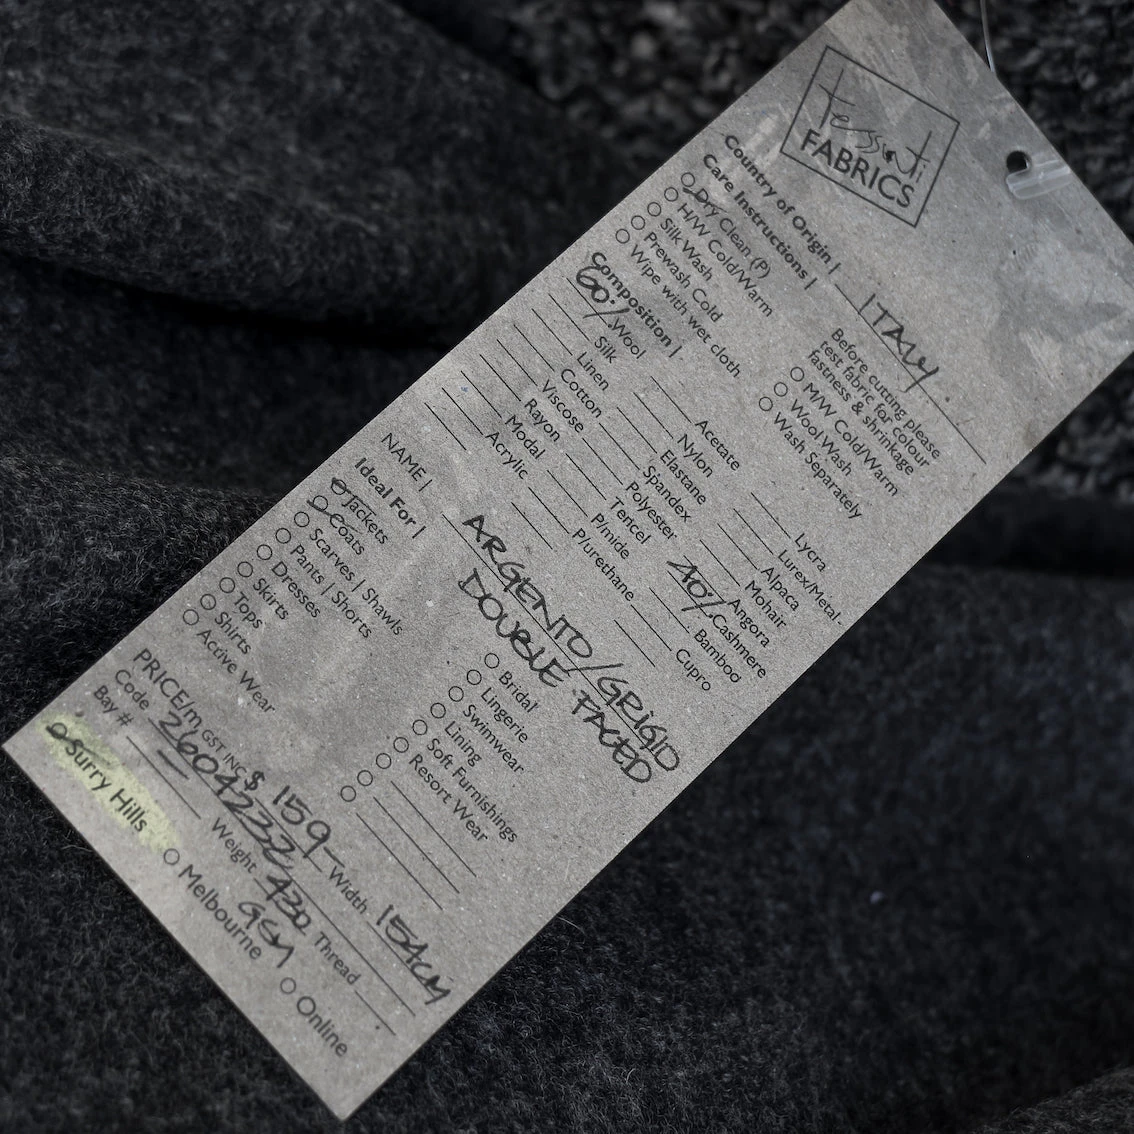 tessuti
FABRICS
Country of Origin | ITALY
Care Instructions |
Dry Clean (P)
H/W Cold/Warm
Silk Wash
Prewash Cold
Wipe with wet cloth
Before cutting please
test fabric for colour
fastness & shrinkage
M/W Cold/Warm
Wool Wash
Wash Separately
Composition |
60% Wool
Silk
Linen
Cotton
Viscose
Rayon
Modal
Acrylic
Acetate
Nylon
Elastane
Spandex
Polyester
Tencel
P/mide
P/urethane
Lycra
Lurex/Metal
Alpaca
Mohair
Angora
40% Cashmere
Bamboo
Cupro
NAME | ARGENTO/GRIGIO
DOUBLE FACED
Ideal For |
Jackets
Coats
Scarves | Shawls
Pants | Shorts
Dresses
Skirts
Tops
Shirts
Active Wear
Bridal
Lingerie
Swimwear
Lining
Soft Furnishings
Resort Wear
PRICE/m GST INC $ 159- Width 154CM
Code 26042232 Weight 430 GSM Thread
Bay #
Surry Hills
Melbourne
Online